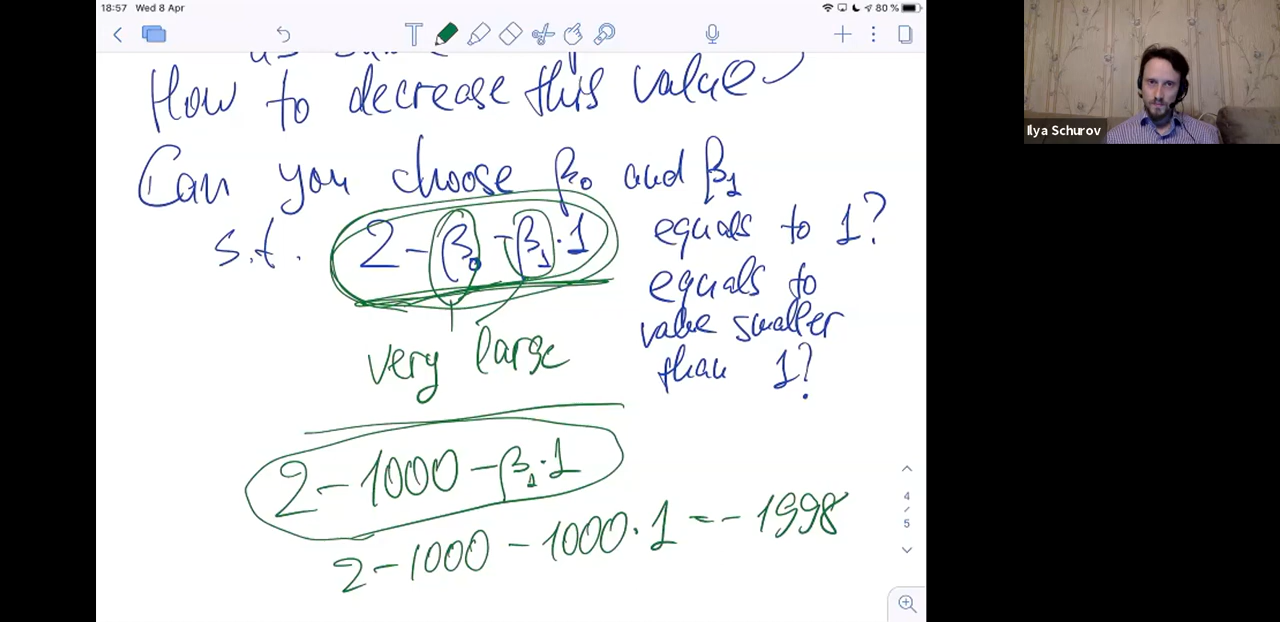 18:57 Wed 8 Apr
80 %
T
How to decrease this value
Can you choose β₀ and β₁
s.t. 2 - β₀ - β₁ · 1 equals to 1?
equals to
value smaller
than 1?
very large
2 - 1000 - β₁ · 1
2 - 1000 - 1000 · 1 = - 1998
4
/
5
Ilya Schurov